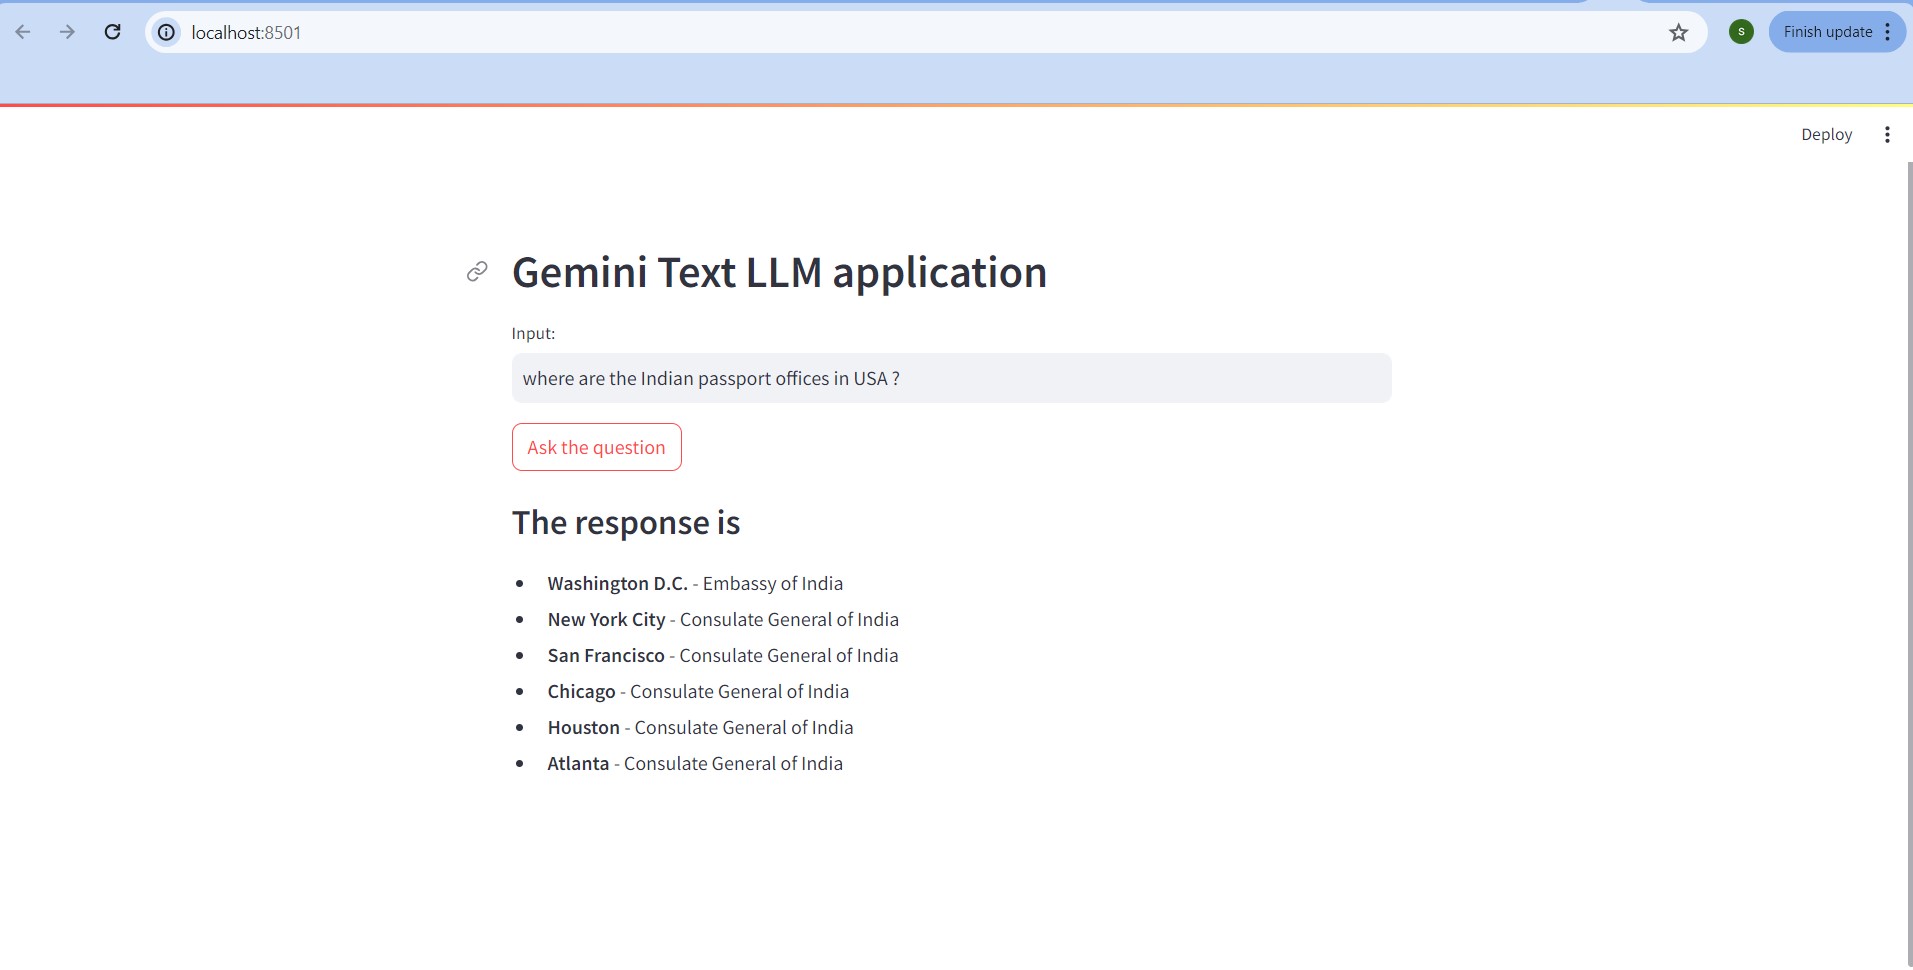 localhost:8501
S
Finish update
Deploy
Gemini Text LLM application
Input:
where are the Indian passport offices in USA ?
Ask the question
The response is
• Washington D.C. - Embassy of India
• New York City - Consulate General of India
• San Francisco - Consulate General of India
• Chicago - Consulate General of India
• Houston - Consulate General of India
• Atlanta - Consulate General of India